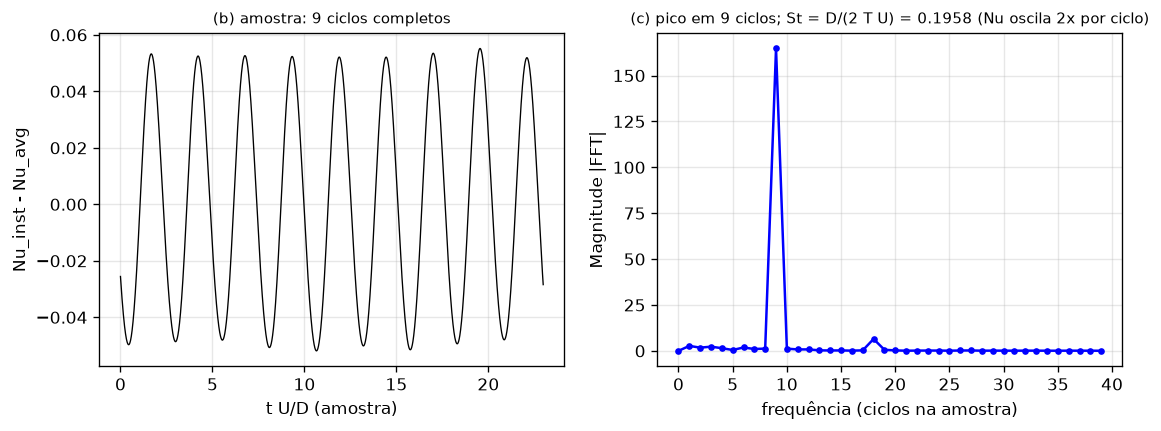 (b) amostra: 9 ciclos completos
0.06
0.04
0.02
0.00
−0.02
−0.04
Nu_inst - Nu_avg
0 5 10 15 20
t U/D (amostra)
(c) pico em 9 ciclos; St = D/(2 T U) = 0.1958 (Nu oscila 2x por ciclo)
150
125
100
75
50
25
0
Magnitude |FFT|
0 5 10 15 20 25 30 35 40
frequência (ciclos na amostra)